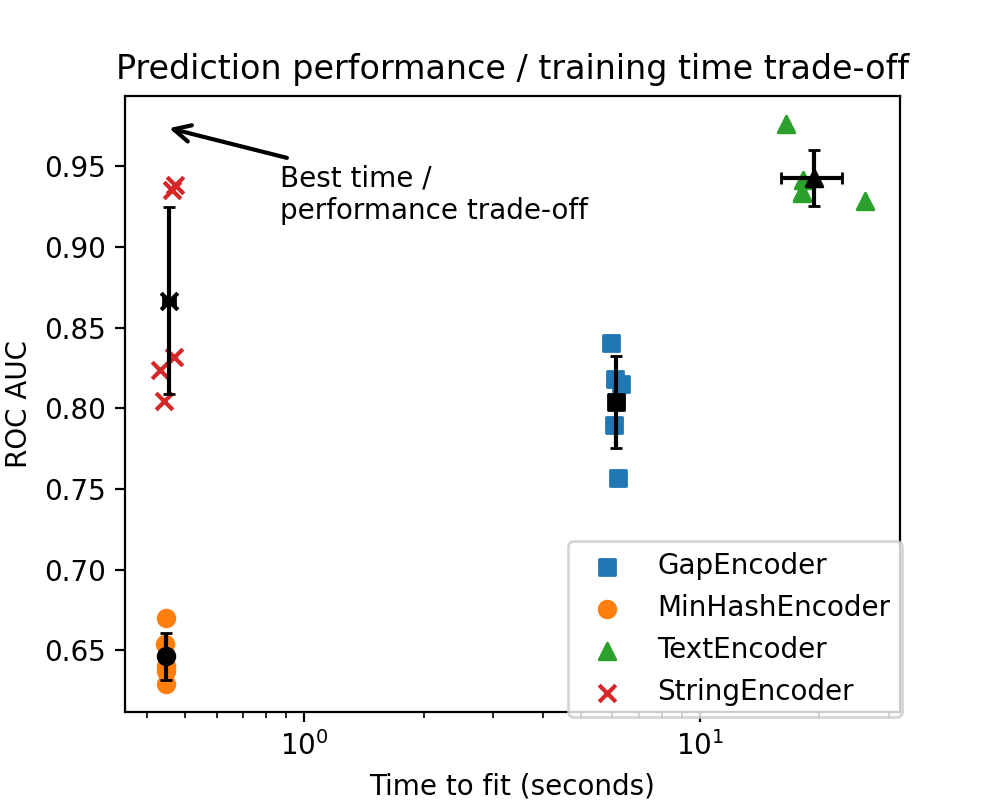 Prediction performance / training time trade-off
Best time /
performance trade-off
ROC AUC
0.95
0.90
0.85
0.80
0.75
0.70
0.65
GapEncoder
MinHashEncoder
TextEncoder
StringEncoder
10⁰
10¹
Time to fit (seconds)